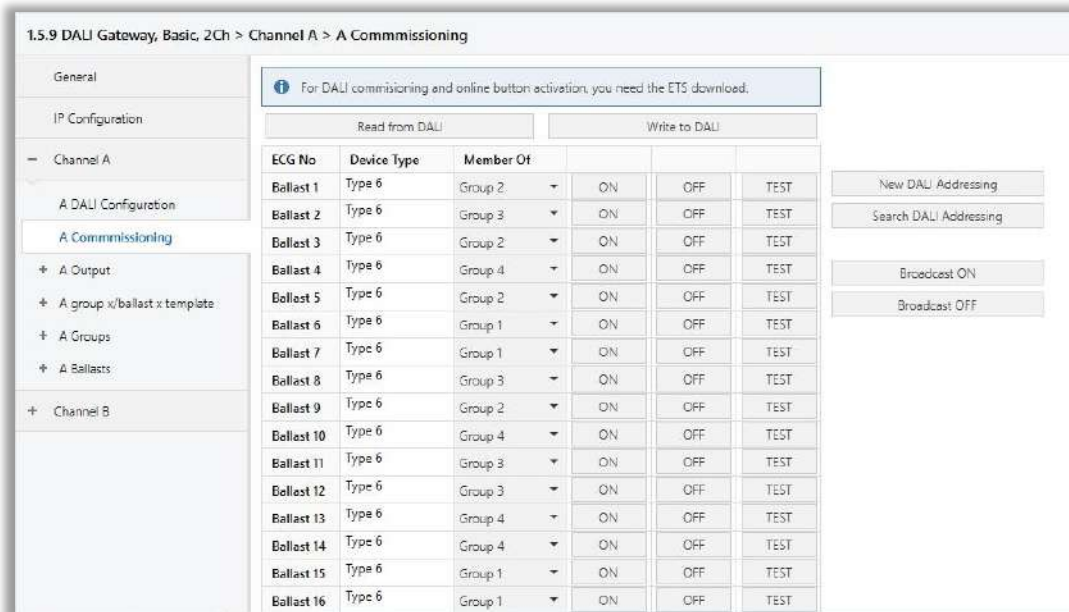 1.5.9 DALI Gateway, Basic, 2Ch > Channel A > A Commmissioning
General
IP Configuration
− Channel A
A DALI Configuration
A Commmissioning
+ A Output
+ A group x/ballast x template
+ A Groups
+ A Ballasts
+ Channel B
For DALI commisioning and online button activation, you need the ETS download.
Read from DALI Write to DALI
ECG No Device Type Member Of
Ballast 1 Type 6 Group 2 ON OFF TEST
Ballast 2 Type 6 Group 3 ON OFF TEST
Ballast 3 Type 6 Group 2 ON OFF TEST
Ballast 4 Type 6 Group 4 ON OFF TEST
Ballast 5 Type 6 Group 2 ON OFF TEST
Ballast 6 Type 6 Group 1 ON OFF TEST
Ballast 7 Type 6 Group 1 ON OFF TEST
Ballast 8 Type 6 Group 3 ON OFF TEST
Ballast 9 Type 6 Group 2 ON OFF TEST
Ballast 10 Type 6 Group 4 ON OFF TEST
Ballast 11 Type 6 Group 3 ON OFF TEST
Ballast 12 Type 6 Group 3 ON OFF TEST
Ballast 13 Type 6 Group 4 ON OFF TEST
Ballast 14 Type 6 Group 4 ON OFF TEST
Ballast 15 Type 6 Group 1 ON OFF TEST
Ballast 16 Type 6 Group 1 ON OFF TEST
New DALI Addressing
Search DALI Addressing
Broadcast ON
Broadcast OFF